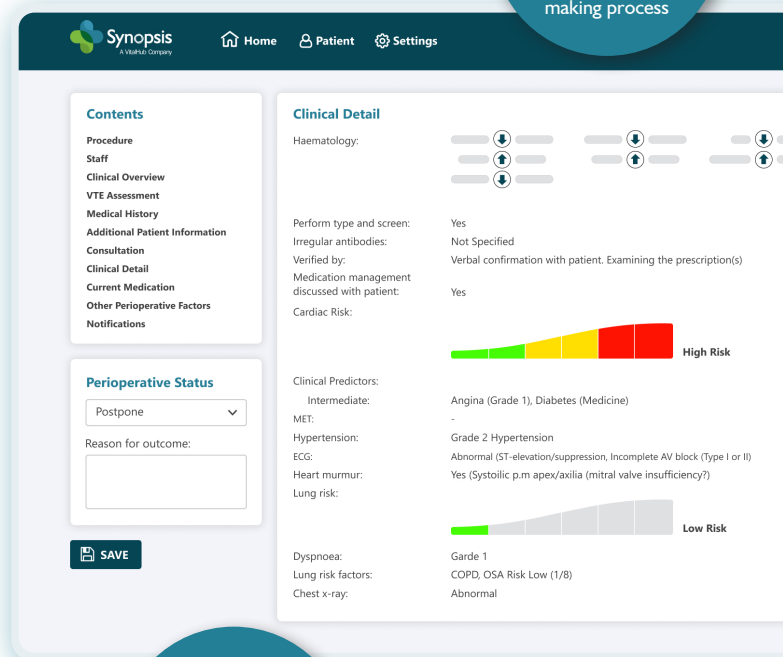 making process
Synopsis
A VitalHub Company
Home
Patient
Settings
Contents
Procedure
Staff
Clinical Overview
VTE Assessment
Medical History
Additional Patient Information
Consultation
Clinical Detail
Current Medication
Other Perioperative Factors
Notifications
Perioperative Status
Postpone
Reason for outcome:
SAVE
Clinical Detail
Haematology:
Perform type and screen: Yes
Irregular antibodies: Not Specified
Verified by: Verbal confirmation with patient. Examining the prescription(s)
Medication management
discussed with patient: Yes
Cardiac Risk:
High Risk
Clinical Predictors:
Intermediate: Angina (Grade 1), Diabetes (Medicine)
MET: -
Hypertension: Grade 2 Hypertension
ECG: Abnormal (ST-elevation/suppression, Incomplete AV block (Type I or II)
Heart murmur: Yes (Systoilic p.m apex/axilia (mitral valve insufficiency?)
Lung risk:
Low Risk
Dyspnoea: Garde 1
Lung risk factors: COPD, OSA Risk Low (1/8)
Chest x-ray: Abnormal